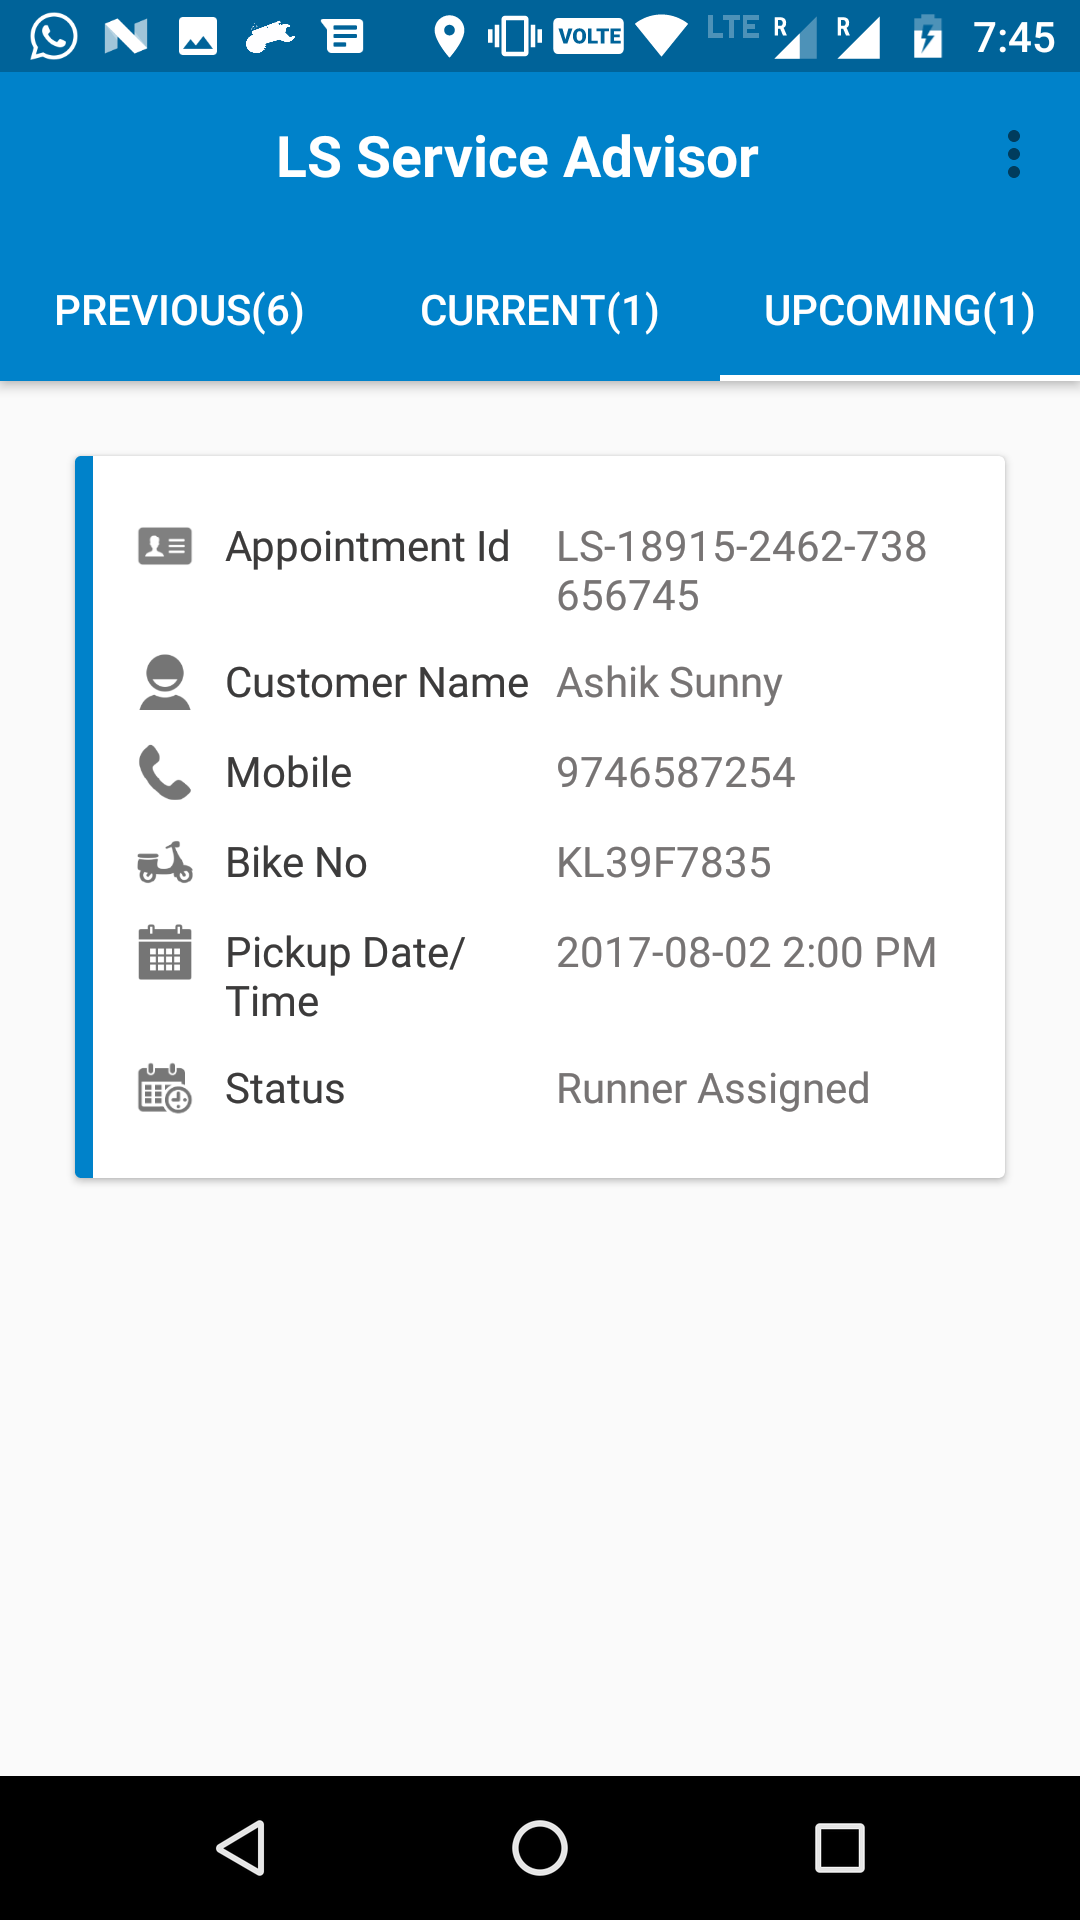 VOLTE LTE R R 7:45
LS Service Advisor
PREVIOUS(6) CURRENT(1) UPCOMING(1)
Appointment Id LS-18915-2462-738
656745
Customer Name Ashik Sunny
Mobile 9746587254
Bike No KL39F7835
Pickup Date/ 2017-08-02 2:00 PM
Time
Status Runner Assigned